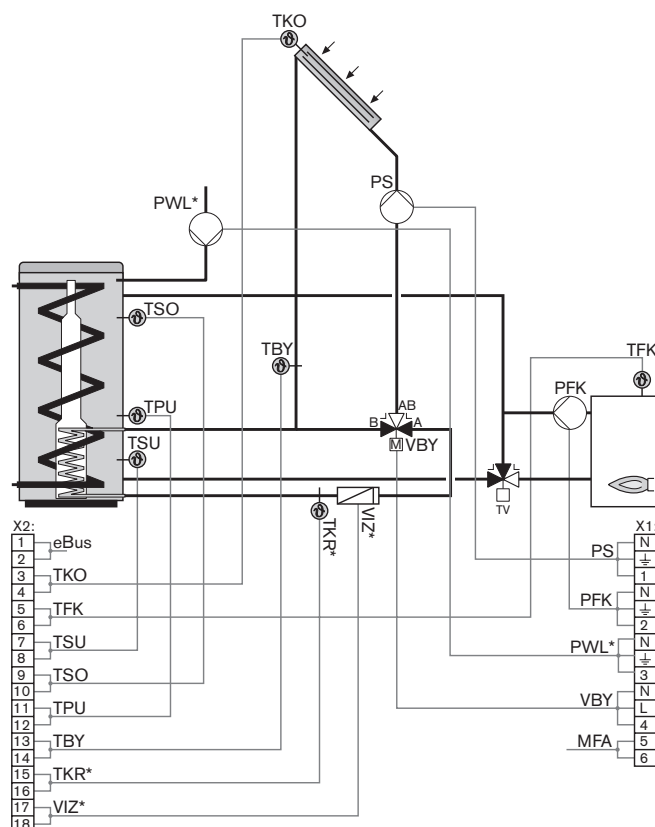 TKO
PS
PWL*
TSO
TBY
TFK
TPU
PFK
AB
B
A
TSU
M
VBY
TV
TKR*
VIZ*
X2:
1
2
eBus
3
4
TKO
5
6
TFK
7
8
TSU
9
10
TSO
11
12
TPU
13
14
TBY
15
16
TKR*
17
18
VIZ*
X1:
PS
N
1
PFK
N
2
PWL*
N
3
VBY
N
L
4
MFA
5
6